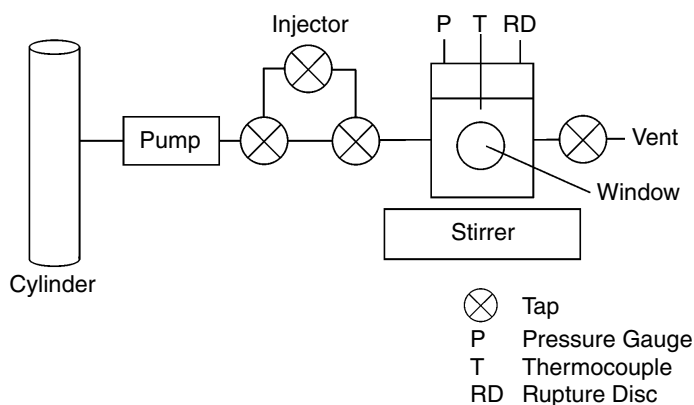 Injector
P T RD
Pump
Vent
Window
Stirrer
Cylinder
Tap
P Pressure Gauge
T Thermocouple
RD Rupture Disc